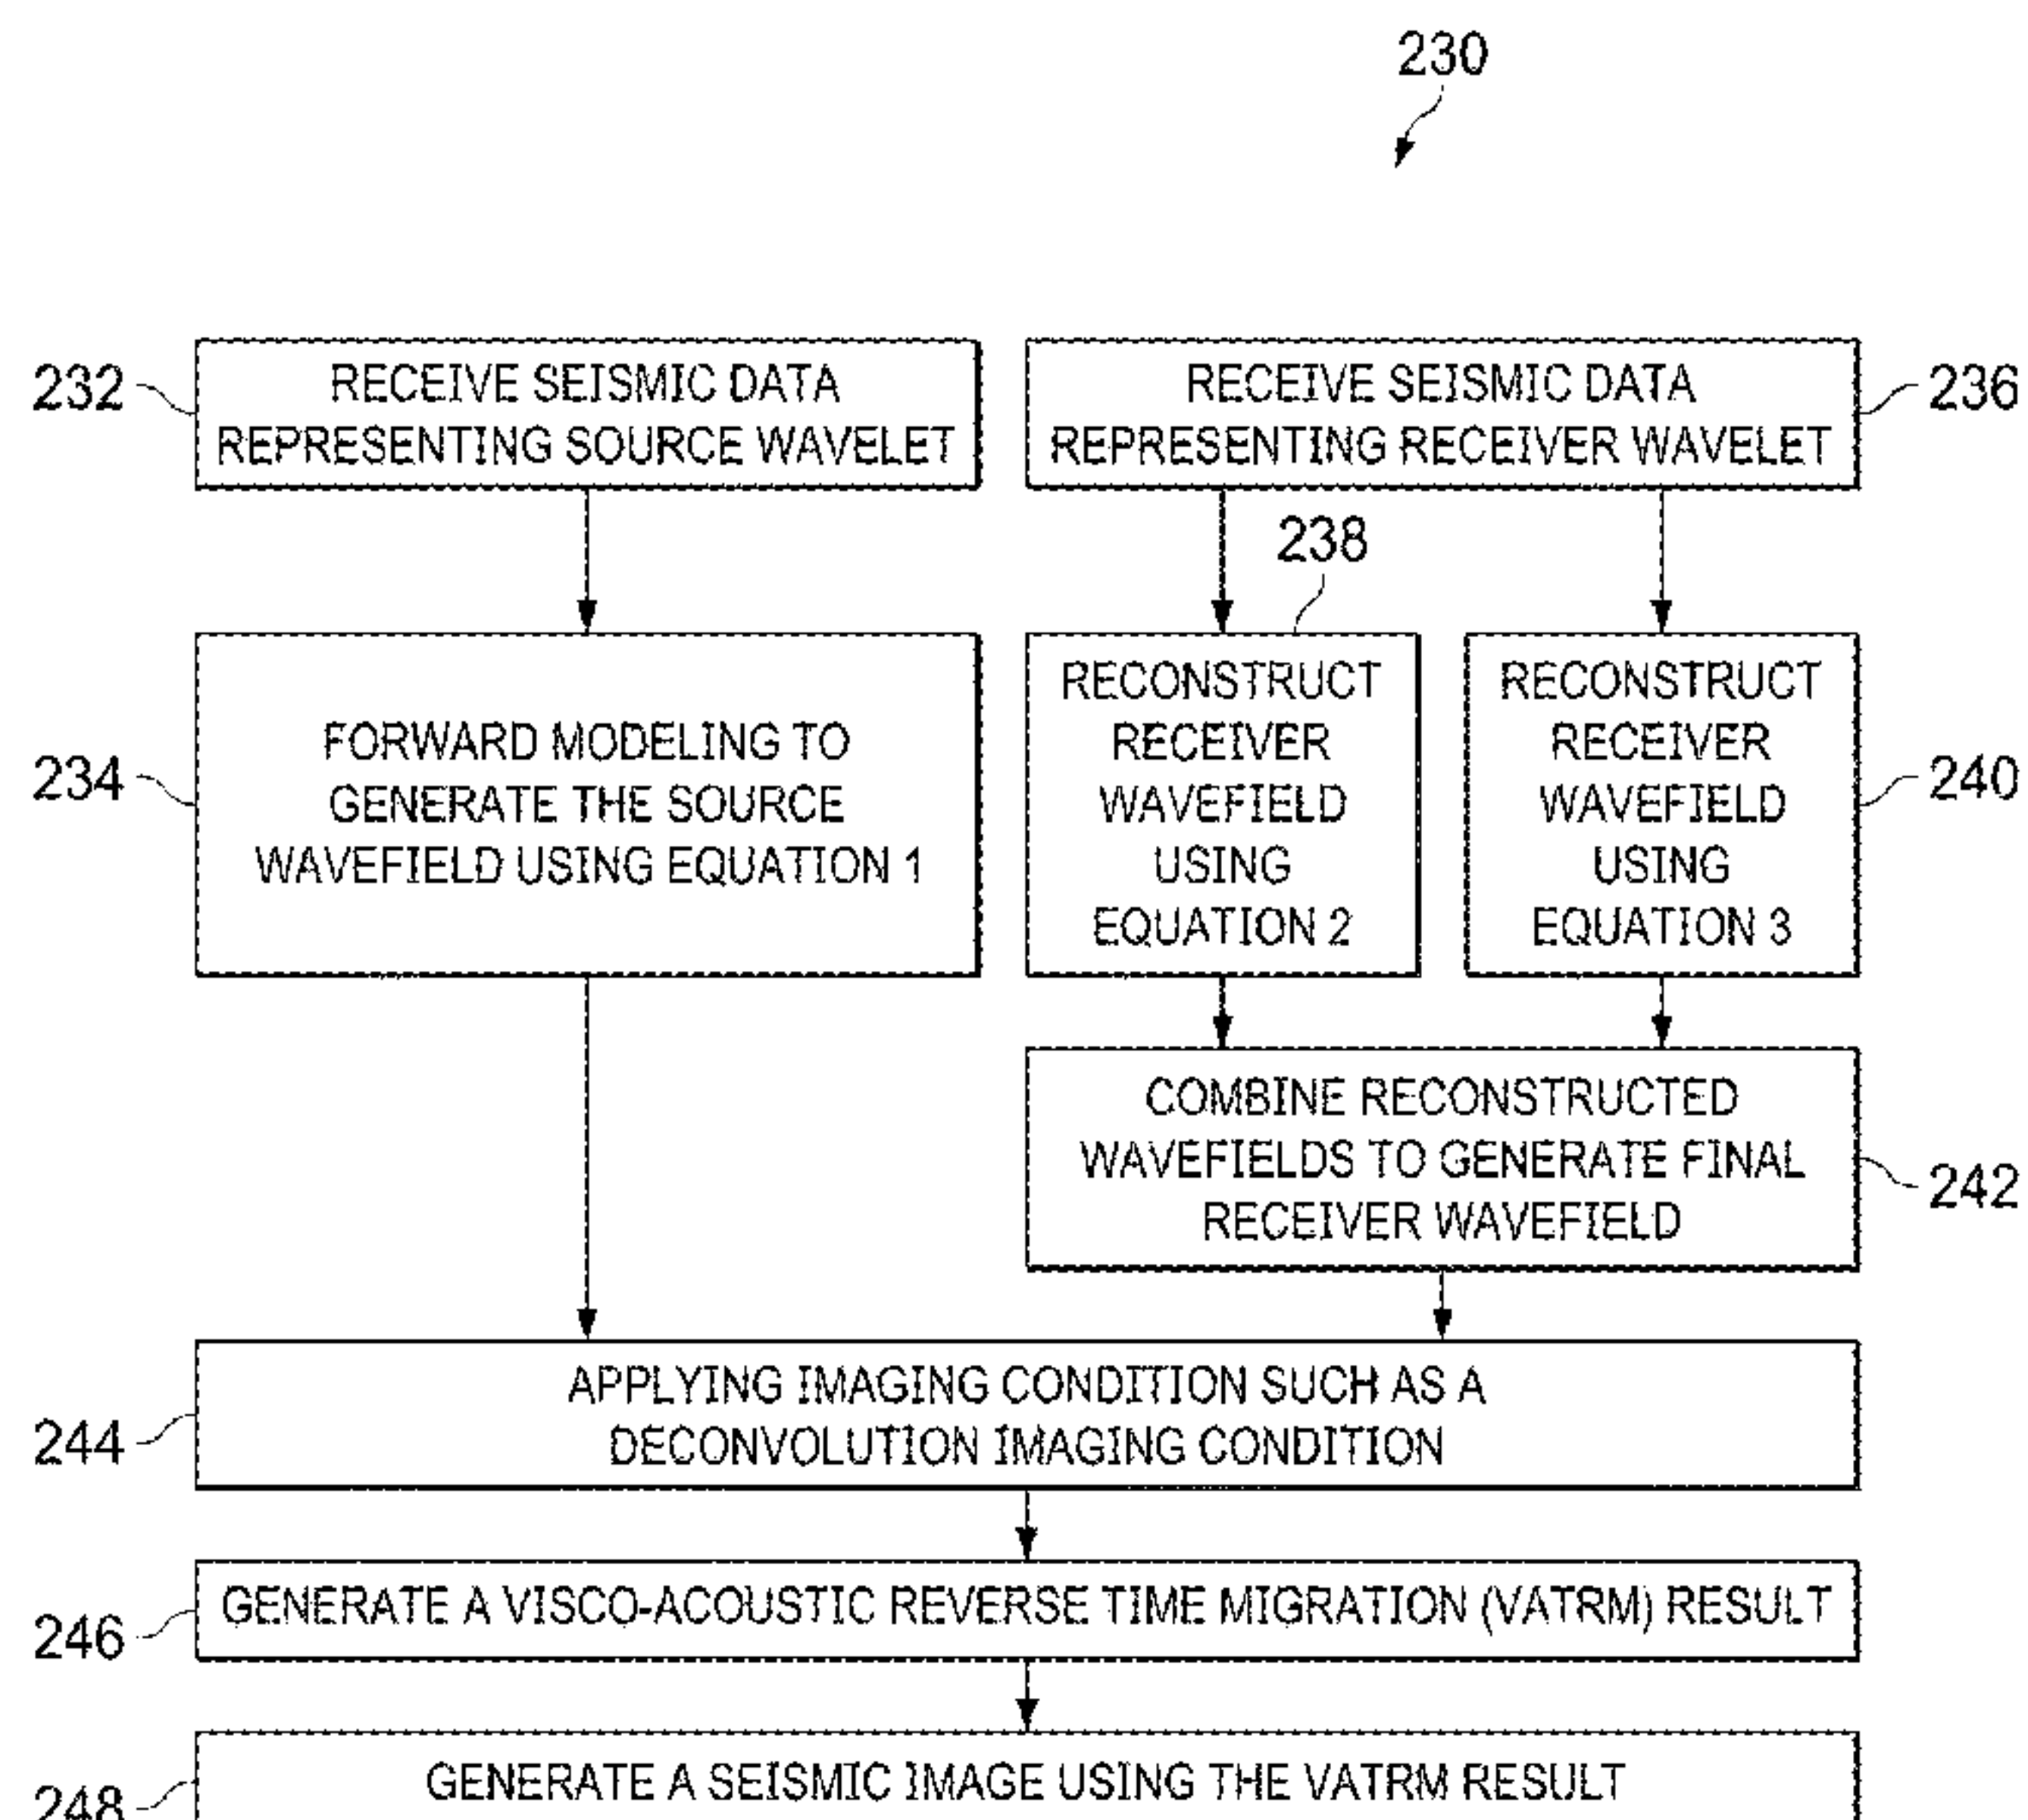 230
232
RECEIVE SEISMIC DATA
REPRESENTING SOURCE WAVELET
RECEIVE SEISMIC DATA
REPRESENTING RECEIVER WAVELET
236
238
234
FORWARD MODELING TO
GENERATE THE SOURCE
WAVEFIELD USING EQUATION 1
RECONSTRUCT
RECEIVER
WAVEFIELD
USING
EQUATION 2
RECONSTRUCT
RECEIVER
WAVEFIELD
USING
EQUATION 3
240
COMBINE RECONSTRUCTED
WAVEFIELDS TO GENERATE FINAL
RECEIVER WAVEFIELD
242
244
APPLYING IMAGING CONDITION SUCH AS A
DECONVOLUTION IMAGING CONDITION
246
GENERATE A VISCO-ACOUSTIC REVERSE TIME MIGRATION (VATRM) RESULT
248
GENERATE A SEISMIC IMAGE USING THE VATRM RESULT